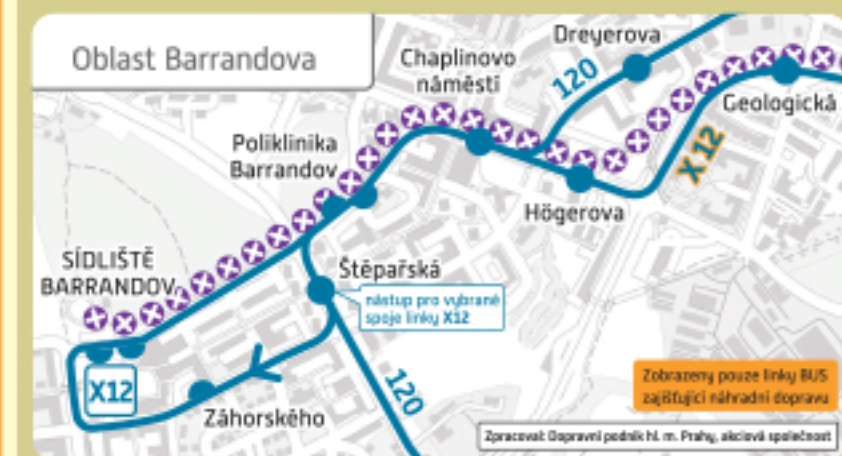 Oblast Barrandova
Dreyerova
Chaplinovo
náměstí
120
Geologická
X12
Poliklinika
Barrandov
Högerova
SÍDLIŠTĚ
BARRANDOV
Štěpařská
nástup pro vybrané
spoje linky X12
X12
120
Záhorského
Zobrazeny pouze linky BUS
zajišťující náhradní dopravu
Zpracoval: Dopravní podnik hl. m. Prahy, akciová společnost